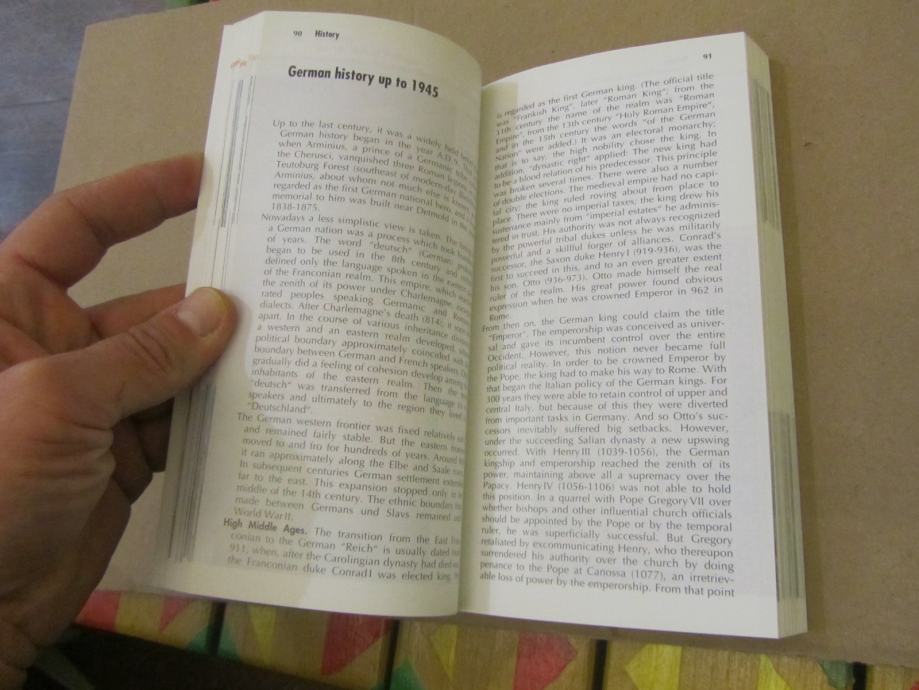 90 History
German history up to 1945
Up to the last century, it was a widely held
German history began in the year A.D. 9,
when Arminius, a prince of a Germanic
the Cherusci, vanquished three Roman
Teutoburg Forest (southeast of modern-day
Arminius, about whom not much else is known,
regarded as the first German national hero, and
memorial to him was built near Detmold in the
1838-1875.
Nowadays a less simplistic view is taken. The
a German nation was a process which took
of years. The word "deutsch" (German)
began to be used in the 8th century and
defined only the language spoken in the
of the Franconian realm. This empire, which
the zenith of its power under Charlemagne,
rated peoples speaking Germanic and
dialects. After Charlemagne's death (814), it
apart. In the course of various inheritance
a western and an eastern realm developed,
political boundary approximately coincided
boundary between German and French speakers.
gradually did a feeling of cohesion develop among
inhabitants of the eastern realm. Then the
"deutsch" was transferred from the language
speakers and ultimately to the region they
"Deutschland".
The German western frontier was fixed relatively
and remained fairly stable. But the eastern
moved to and fro for hundreds of years. Around
it ran approximately along the Elbe and Saale
In subsequent centuries German settlement
far to the east. This expansion stopped only in
middle of the 14th century. The ethnic boundary
made between Germans und Slavs remained
World War II.
High Middle Ages. The transition from the East
conian to the German "Reich" is usually dated
911, when, after the Carolingian dynasty had died
the Franconian duke Conrad I was elected king.
91
is regarded as the first German king. (The official title
was "Frankish King", later "Roman King"; from the
11th century the name of the realm was "Roman
Empire", from the 13th century "Holy Roman Empire",
and in the 15th century the words "of the German
Nation" were added.) It was an electoral monarchy;
that is to say, the high nobility chose the king. In
addition, "dynastic right" applied: The new king had
to be a blood relation of his predecessor. This principle
was broken several times. There were also a number
of double elections. The medieval empire had no capi-
tal city; the king ruled roving about from place to
place. There were no imperial taxes; the king drew his
sustenance mainly from "imperial estates" he adminis-
tered in trust. His authority was not always recognized
by the powerful tribal dukes unless he was militarily
powerful and a skillful forger of alliances. Conrad's
successor, the Saxon duke Henry I (919-936), was the
first to succeed in this, and to an even greater extent
his son, Otto (936-973). Otto made himself the real
ruler of the realm. His great power found obvious
expression when he was crowned Emperor in 962 in
Rome.
From then on, the German king could claim the title
"Emperor". The emperorship was conceived as univer-
sal and gave its incumbent control over the entire
Occident. However, this notion never became full
political reality. In order to be crowned Emperor by
the Pope, the king had to make his way to Rome. With
that began the Italian policy of the German kings. For
300 years they were able to retain control of upper and
central Italy, but because of this they were diverted
from important tasks in Germany. And so Otto's suc-
cessors inevitably suffered big setbacks. However,
under the succeeding Salian dynasty a new upswing
occurred. With Henry III (1039-1056), the German
kingship and emperorship reached the zenith of its
power, maintaining above all a supremacy over the
Papacy. Henry IV (1056-1106) was not able to hold
this position. In a quarrel with Pope Gregory VII over
whether bishops and other influential church officials
should be appointed by the Pope or by the temporal
ruler, he was superficially successful. But Gregory
retaliated by excommunicating Henry, who thereupon
surrendered his authority over the church by doing
penance to the Pope at Canossa (1077), an irretriev-
able loss of power by the emperorship. From that point